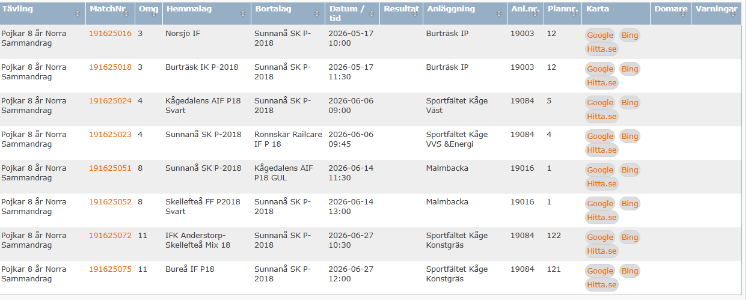 Tävling MatchNr Omg Hemmalag Bortalag Datum / tid Resultat Anläggning Anl.nr. Plannr. Karta Domare Varningar
Pojkar 8 år Norra Sammandrag 191625016 3 Norsjö IF Sunnanå SK P-2018 2026-05-17 10:00 Burträsk IP 19003 12 Google Bing Hitta.se
Pojkar 8 år Norra Sammandrag 191625018 3 Burträsk IK P-2018 Sunnanå SK P-2018 2026-05-17 11:30 Burträsk IP 19003 12 Google Bing Hitta.se
Pojkar 8 år Norra Sammandrag 191625024 4 Kågedalens AIF P18 Svart Sunnanå SK P-2018 2026-06-06 09:00 Sportfältet Kåge Väst 19084 5 Google Bing Hitta.se
Pojkar 8 år Norra Sammandrag 191625023 4 Sunnanå SK P-2018 Rönnskär Railcare IF P 18 2026-06-06 09:45 Sportfältet Kåge VVS &Energi 19084 4 Google Bing Hitta.se
Pojkar 8 år Norra Sammandrag 191625051 8 Sunnanå SK P-2018 Kågedalens AIF P18 GUL 2026-06-14 11:30 Malmbacka 19016 1 Google Bing Hitta.se
Pojkar 8 år Norra Sammandrag 191625052 8 Skellefteå FF P2018 Svart Sunnanå SK P-2018 2026-06-14 13:00 Malmbacka 19016 1 Google Bing Hitta.se
Pojkar 8 år Norra Sammandrag 191625072 11 IFK Anderstorp-Skellefteå Mix 18 Sunnanå SK P-2018 2026-06-27 10:30 Sportfältet Kåge Konstgräs 19084 122 Google Bing Hitta.se
Pojkar 8 år Norra Sammandrag 191625075 11 Bureå IF P18 Sunnanå SK P-2018 2026-06-27 12:00 Sportfältet Kåge Konstgräs 19084 121 Google Bing Hitta.se